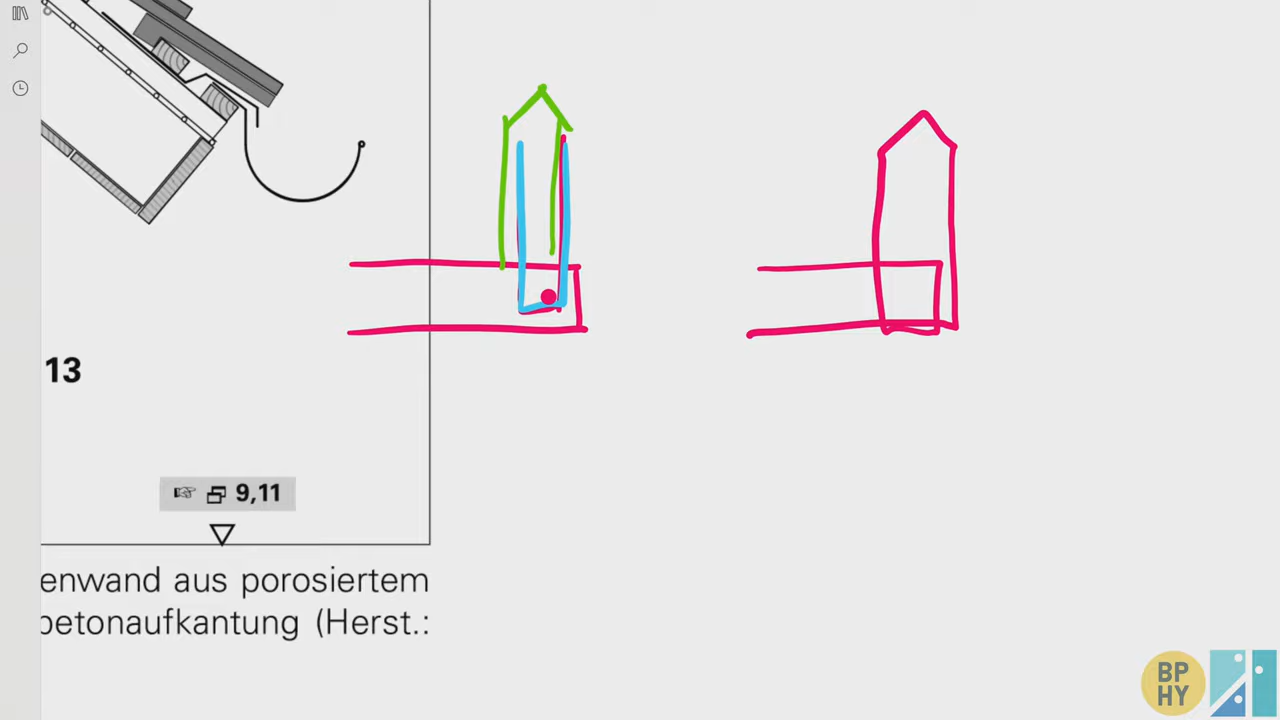 13
9,11
enwand aus porosiertem
betonaufkantung (Herst.:
BP
HY